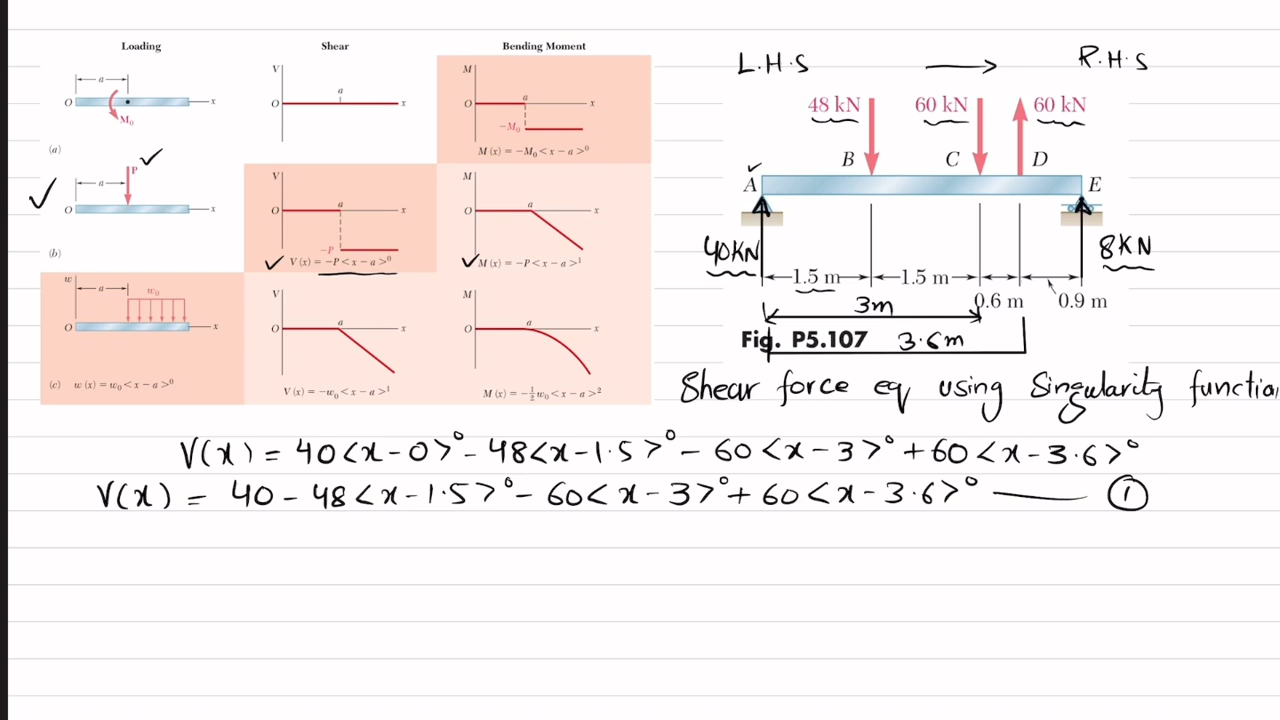 Loading Shear Bending Moment
V M
a a a
O x O x O x
M₀ −M₀
(a) M (x) = −M₀ < x − a >⁰
P V M
a a a
O x O x O x
−P
(b) V (x) = −P < x − a >⁰ M (x) = −P < x − a >¹
w V M
a w₀ a a
O x O x O x
(c) w (x) = w₀ < x − a >⁰ V (x) = −w₀ < x − a >¹ M (x) = −½ w₀ < x − a >²
L.H.S → R.H.S
48 kN 60 kN 60 kN
B C D
A E
40KN 8KN
1.5 m 1.5 m 0.6 m 0.9 m
3m
Fig. P5.107 3.6m
Shear force eq using Singularity function
V(x) = 40<x-0>⁰ - 48<x-1.5>⁰ - 60<x-3>⁰ + 60<x-3.6>⁰
V(x) = 40 - 48<x-1.5>⁰ - 60<x-3>⁰ + 60<x-3.6>⁰ —— ①